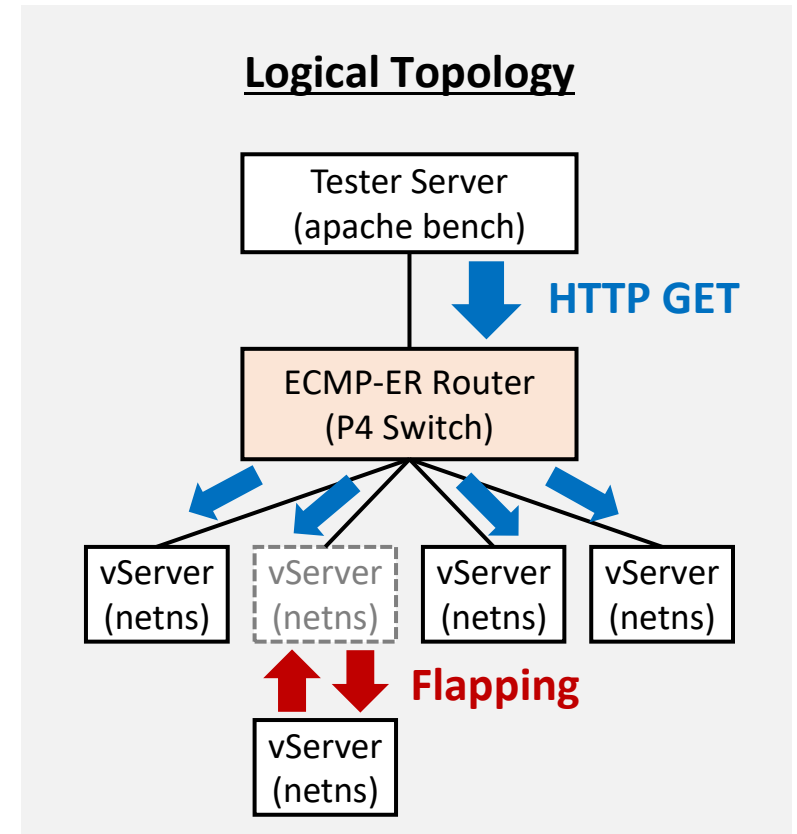 Logical Topology
Tester Server
(apache bench)
HTTP GET
ECMP-ER Router
(P4 Switch)
vServer
(netns)
vServer
(netns)
vServer
(netns)
vServer
(netns)
Flapping
vServer
(netns)